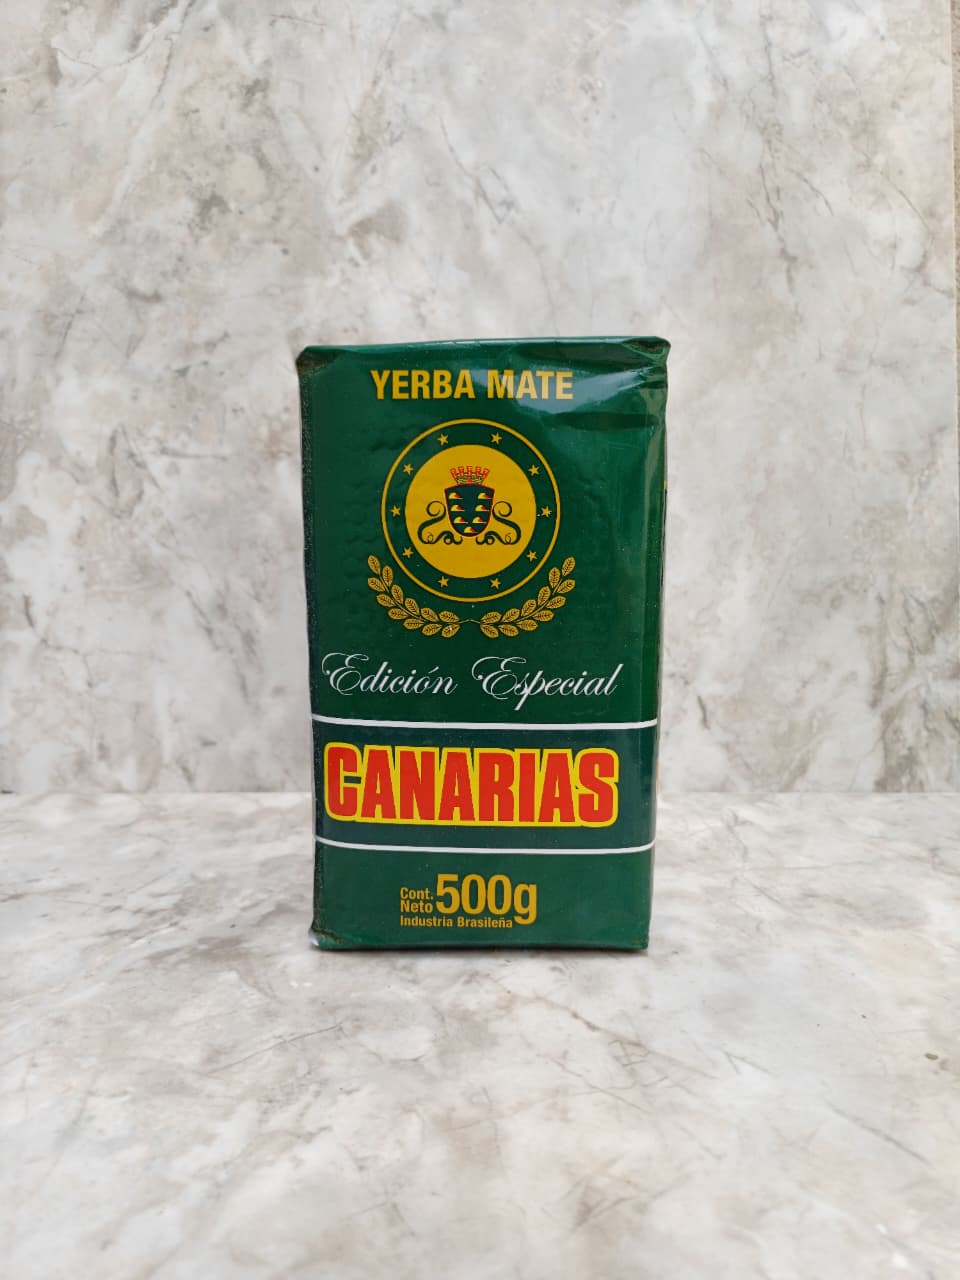 YERBA MATE
Edición Especial
CANARIAS
Cont.
Neto 500g
Industria Brasileña